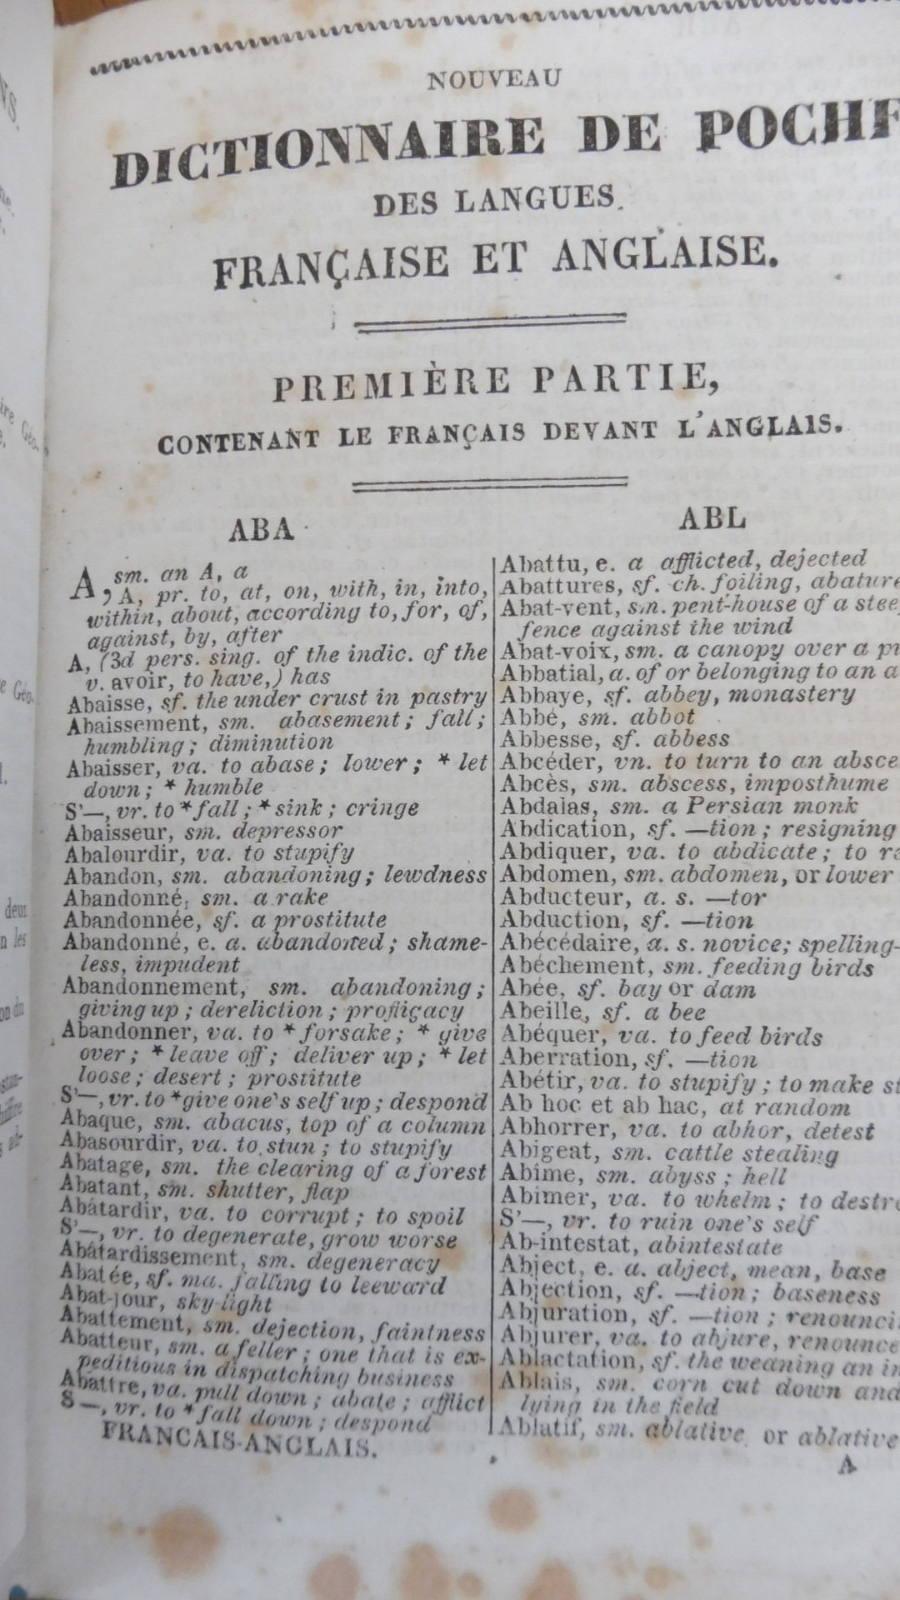 NOUVEAU
DICTIONNAIRE DE POCHE
DES LANGUES
FRANÇAISE ET ANGLAISE.
PREMIÈRE PARTIE,
CONTENANT LE FRANÇAIS DEVANT L'ANGLAIS.
ABA
A, sm. an A, a
A, pr. to, at, on, with, in, into,
within, about, according to, for, of,
against, by, after
A, (3d pers. sing. of the indic. of the
v. avoir, to have,) has
Abaisse, sf. the under crust in pastry
Abaissement, sm. abasement; fall;
humbling; diminution
Abaisser, va. to abase; lower; * let
down; * humble
S'—, vr. to * fall; * sink; cringe
Abaisseur, sm. depressor
Abalourdir, va. to stupify
Abandon, sm. abandoning; lewdness
Abandonné, sm. a rake
Abandonnée, sf. a prostitute
Abandonné, e. a. abandoned; shame-
less, impudent
Abandonnement, sm. abandoning;
giving up; dereliction; profligacy
Abandonner, va. to * forsake; * give
over; * leave off; deliver up; * let
loose; desert; prostitute
S'—, vr. to * give one's self up; despond
Abaque, sm. abacus, top of a column
Abasourdir, va. to stun; to stupify
Abatage, sm. the clearing of a forest
Abatant, sm. shutter, flap
Abâtardir, va. to corrupt; to spoil
S'—, vr. to degenerate, grow worse
Abâtardissement, sm. degeneracy
Abatée, sf. ma. falling to leeward
Abat-jour, sky-light
Abattement, sm. dejection, faintness
Abatteur, sm. a feller; one that is ex-
peditious in dispatching business
Abattre, va. pull down; abate; afflict
S—, vr. to * fall down; despond
FRANCAIS-ANGLAIS.
ABL
Abattu, e. a afflicted, dejected
Abattures, sf. ch. foiling, abature
Abat-vent, sm. pent-house of a stee
fence against the wind
Abat-voix, sm. a canopy over a
Abbatial, a. of or belonging to an a
Abbaye, sf. abbey, monastery
Abbé, sm. abbot
Abbesse, sf. abbess
Abcéder, vn. to turn to an absce
Abcès, sm. abscess, imposthume
Abdaias, sm. a Persian monk
Abdication, sf. —tion; resigning
Abdiquer, va. to abdicate; to
Abdomen, sm. abdomen, or lower
Abducteur, a. s. —tor
Abduction, sf. —tion
Abécédaire, a. s. novice; spelling-
Abéchement, sm. feeding birds
Abée, sf. bay or dam
Abeille, sf. a bee
Abéquer, va. to feed birds
Aberration, sf. —tion
Abétir, va. to stupify; to make st
Ab hoc et ab hac, at random
Abhorrer, va. to abhor, detest
Abigeat, sm. cattle stealing
Abîme, sm. abyss; hell
Abîmer, va. to whelm; to destro
S'—, vr. to ruin one's self
Ab-intestat, abintestate
Abject, e. a. abject, mean, base
Abjection, sf. —tion; baseness
Abjuration, sf. —tion; renounci
Abjurer, va. to abjure, renounce
Ablactation, sf. the weaning an in
Ablais, sm. corn cut down and
lying in the field
Ablatif, sm. ablative or ablative
A